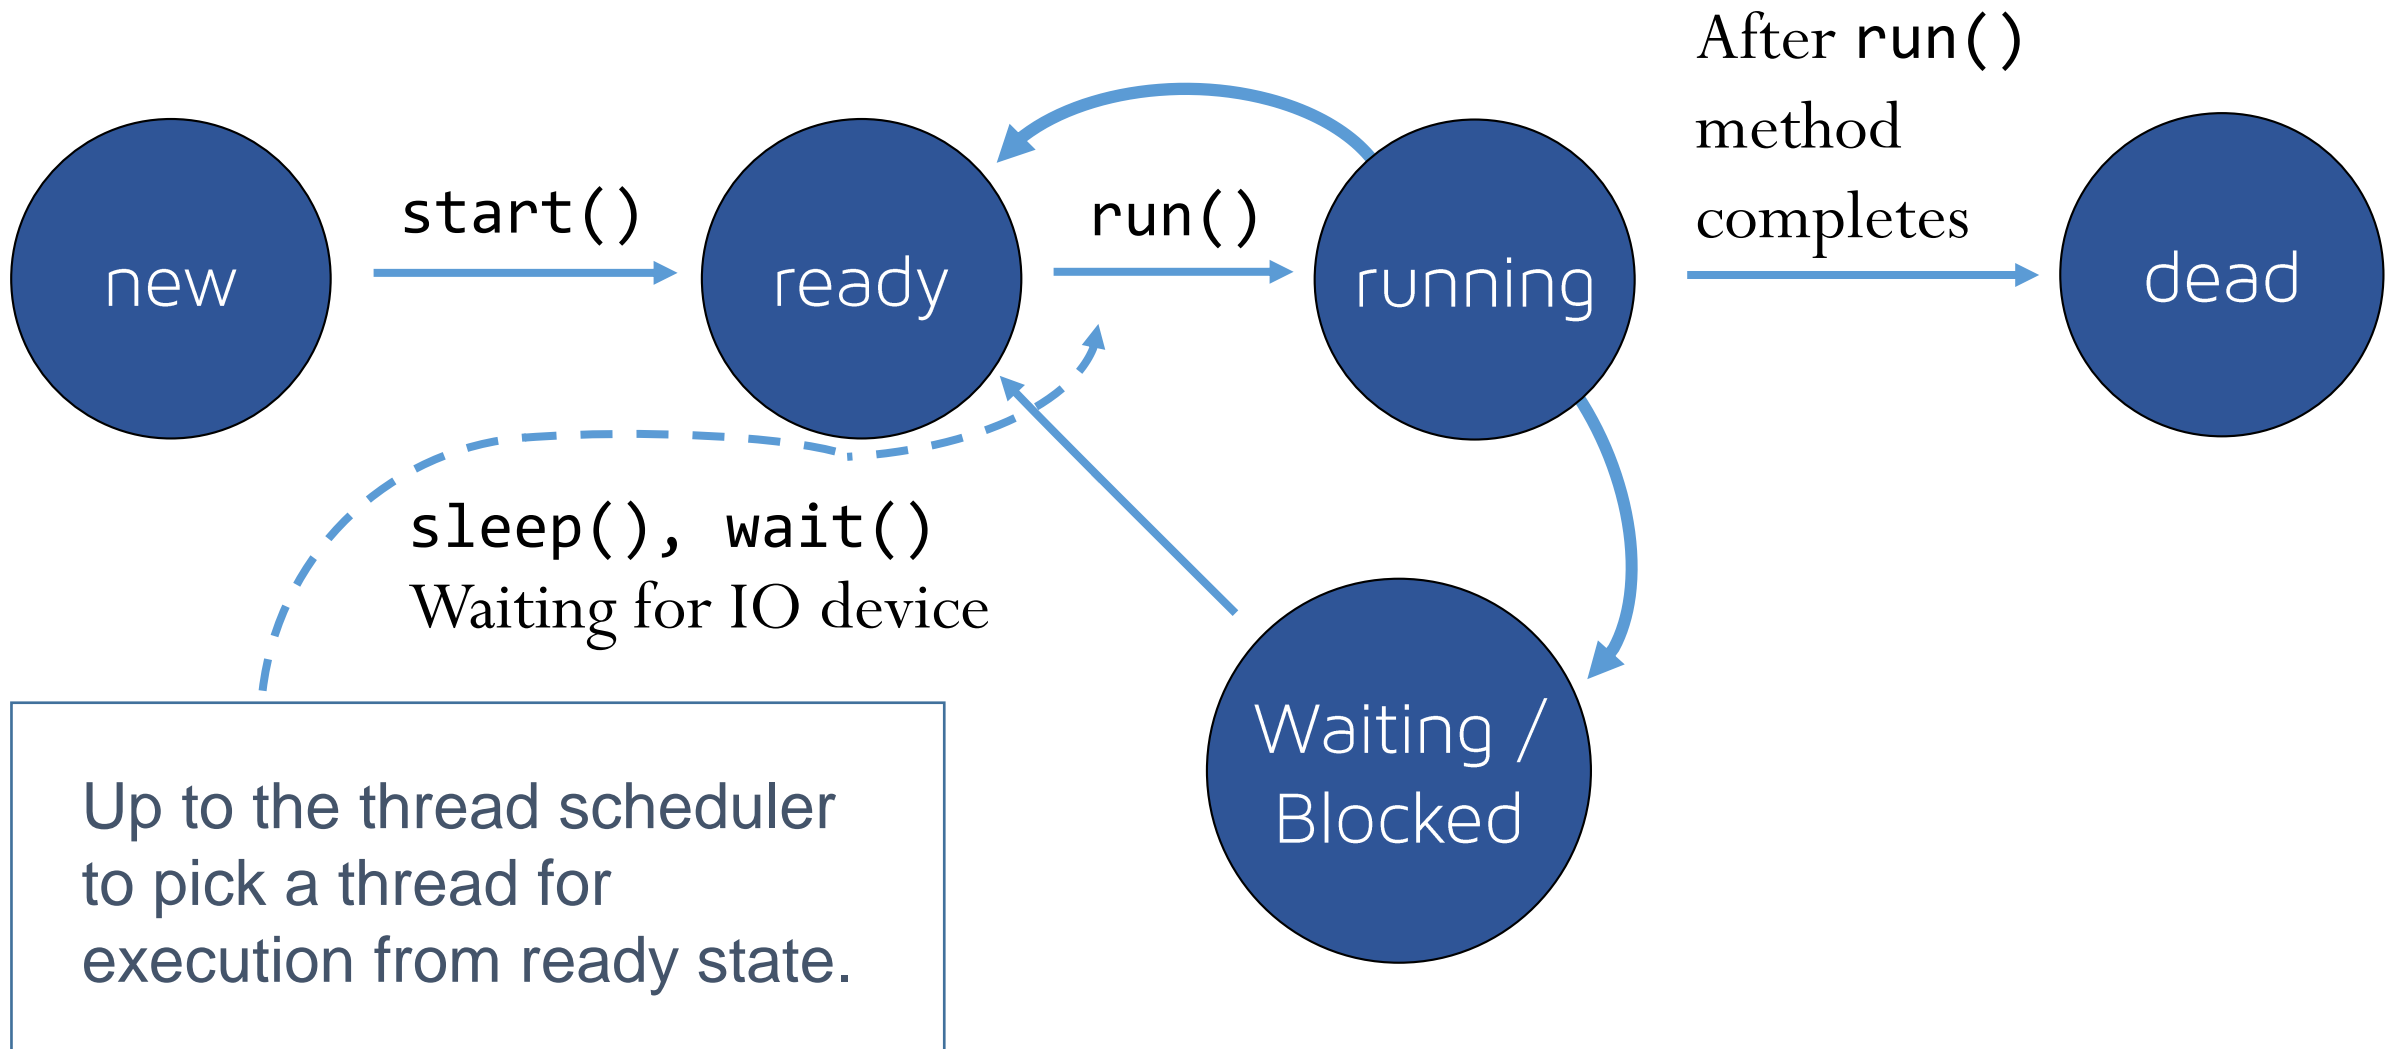 After run()
method
completes
start()
run()
new
ready
running
dead
sleep(), wait()
Waiting for IO device
Waiting /
Blocked
Up to the thread scheduler
to pick a thread for
execution from ready state.